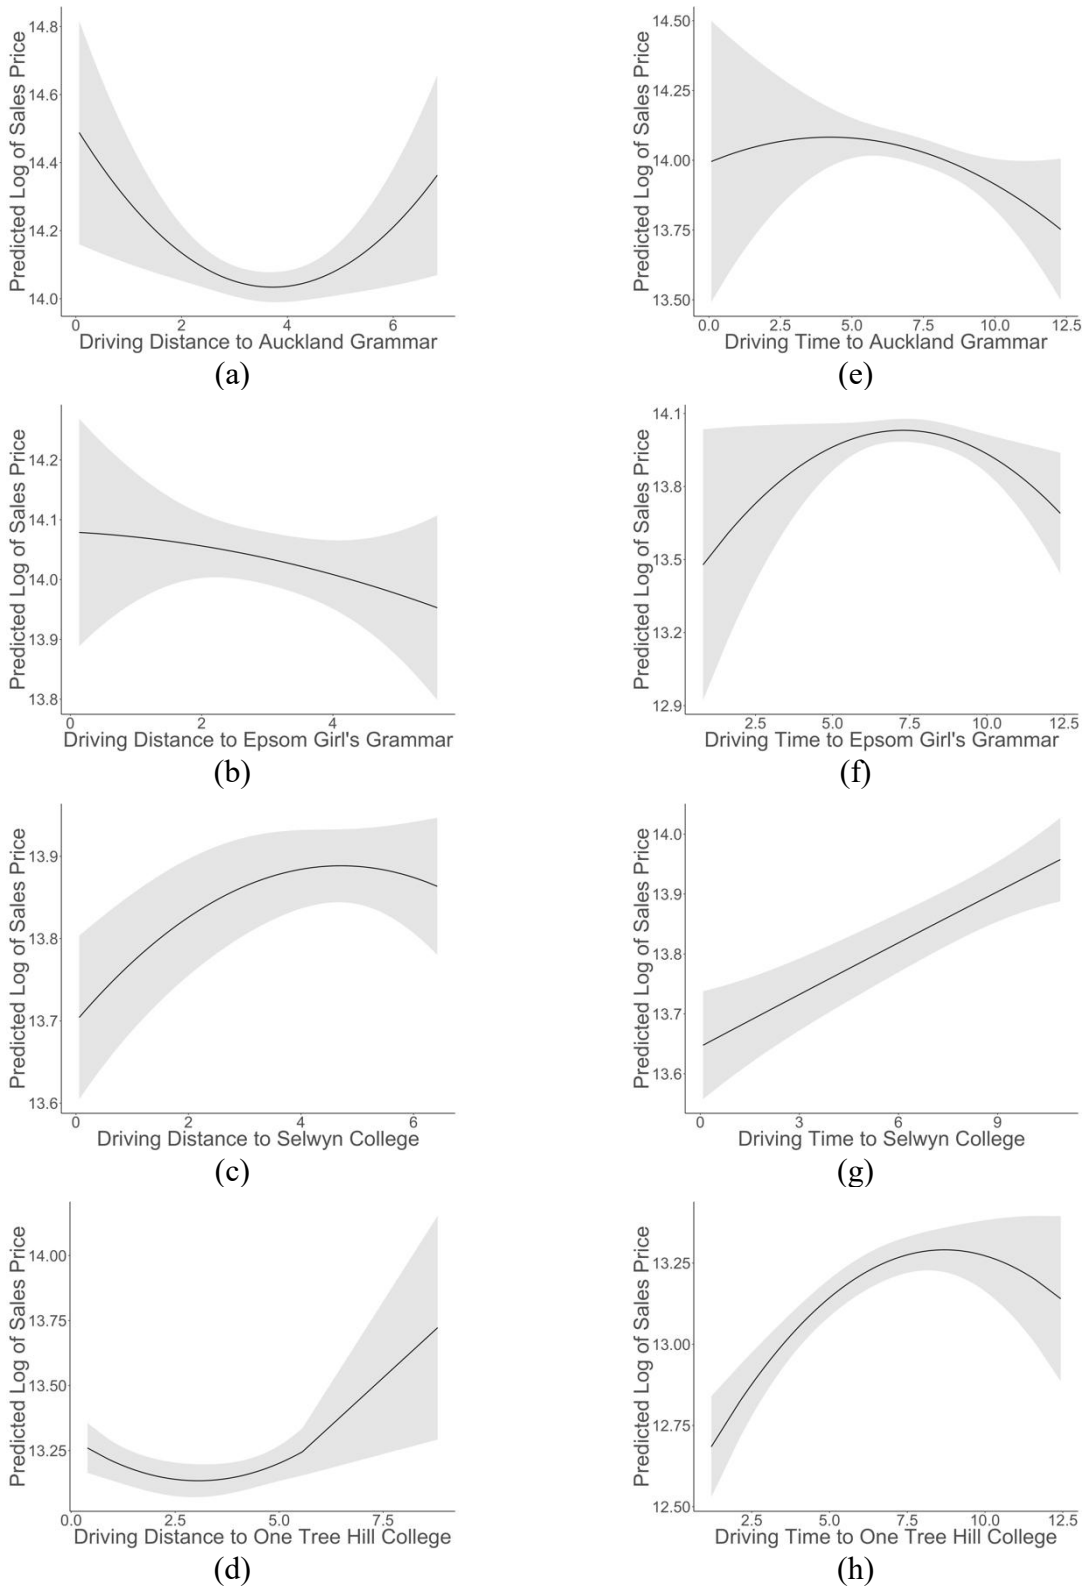 Predicted Log of Sales Price
14.8
14.6
14.4
14.2
14.0
0 2 4 6
Driving Distance to Auckland Grammar
(a)
Predicted Log of Sales Price
14.50
14.25
14.00
13.75
13.50
0.0 2.5 5.0 7.5 10.0 12.5
Driving Time to Auckland Grammar
(e)
Predicted Log of Sales Price
14.2
14.1
14.0
13.9
13.8
0 2 4
Driving Distance to Epsom Girl's Grammar
(b)
Predicted Log of Sales Price
14.1
13.8
13.5
13.2
12.9
2.5 5.0 7.5 10.0 12.5
Driving Time to Epsom Girl's Grammar
(f)
Predicted Log of Sales Price
13.9
13.8
13.7
13.6
0 2 4 6
Driving Distance to Selwyn College
(c)
Predicted Log of Sales Price
14.0
13.9
13.8
13.7
13.6
0 3 6 9
Driving Time to Selwyn College
(g)
Predicted Log of Sales Price
14.00
13.75
13.50
13.25
0.0 2.5 5.0 7.5
Driving Distance to One Tree Hill College
(d)
Predicted Log of Sales Price
13.25
13.00
12.75
12.50
2.5 5.0 7.5 10.0 12.5
Driving Time to One Tree Hill College
(h)